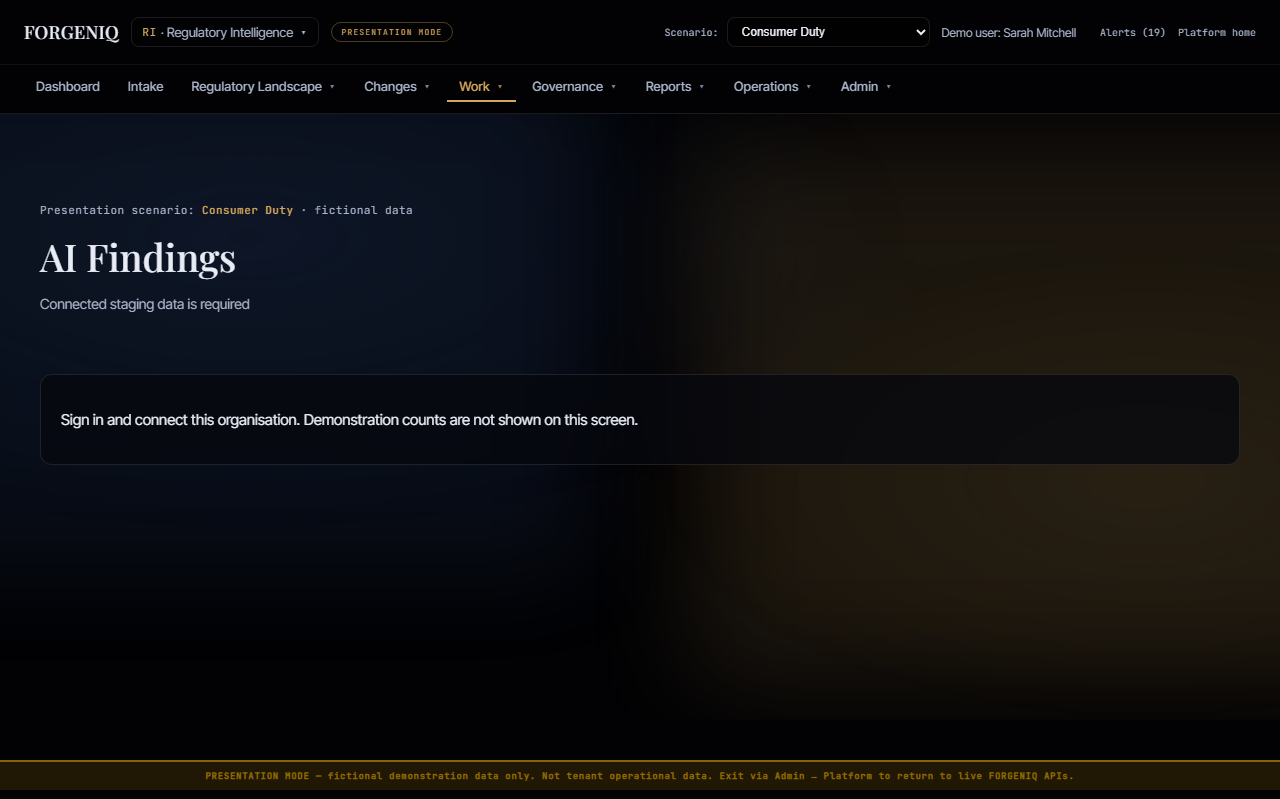 FORGENIQ RI · Regulatory Intelligence ▾ PRESENTATION MODE Scenario: Consumer Duty Demo user: Sarah Mitchell Alerts (19) Platform home
Dashboard Intake Regulatory Landscape ▾ Changes ▾ Work ▾ Governance ▾ Reports ▾ Operations ▾ Admin ▾
Presentation scenario: Consumer Duty · fictional data
AI Findings
Connected staging data is required
Sign in and connect this organisation. Demonstration counts are not shown on this screen.
PRESENTATION MODE — fictional demonstration data only. Not tenant operational data. Exit via Admin → Platform to return to live FORGENIQ APIs.